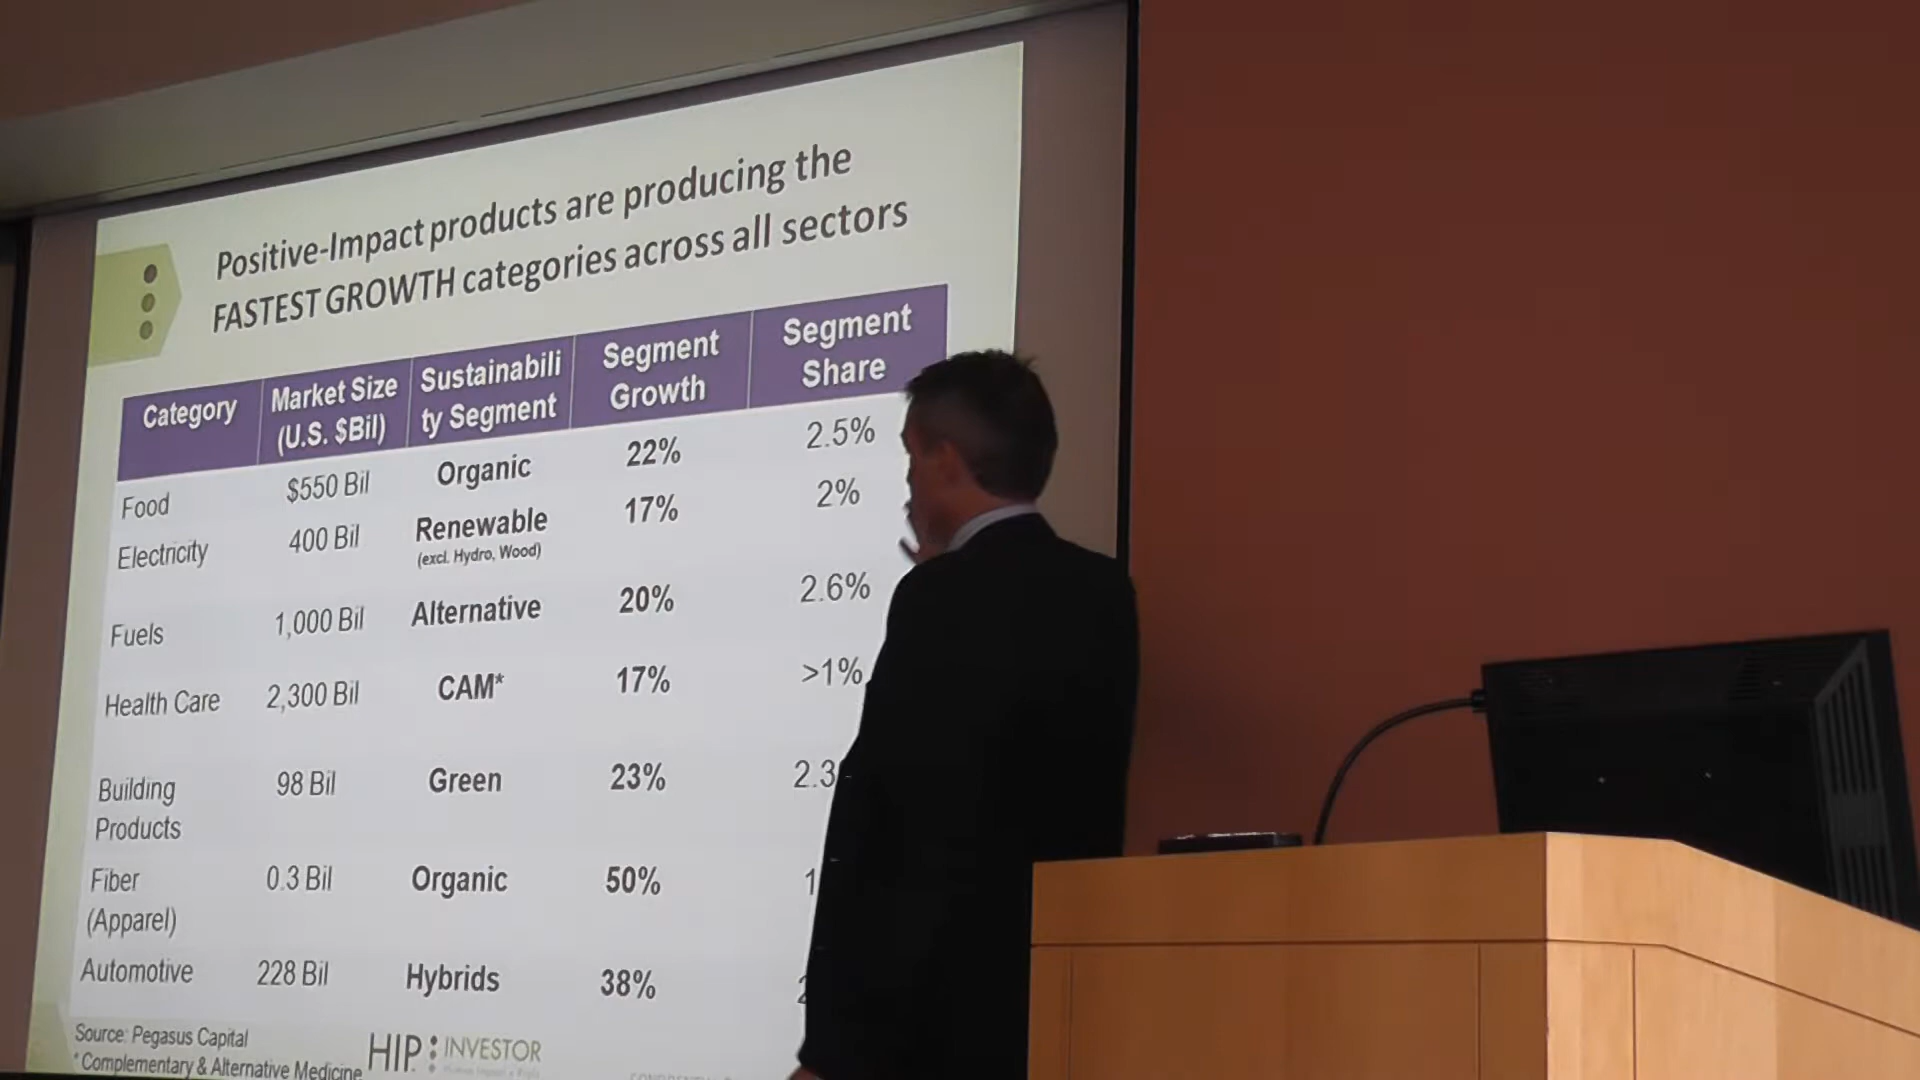 Positive-Impact products are producing the
FASTEST GROWTH categories across all sectors
Category Market Size (U.S. $Bil) Sustainabili ty Segment Segment Growth Segment Share
Food $550 Bil Organic 22% 2.5%
Electricity 400 Bil Renewable 17% 2%
(excl. Hydro, Wood)
Fuels 1,000 Bil Alternative 20% 2.6%
Health Care 2,300 Bil CAM* 17% >1%
Building 98 Bil Green 23% 2.3
Products
Fiber 0.3 Bil Organic 50% 1
(Apparel)
Automotive 228 Bil Hybrids 38% 2
Source: Pegasus Capital
* Complementary & Alternative Medicine
HIP: INVESTOR